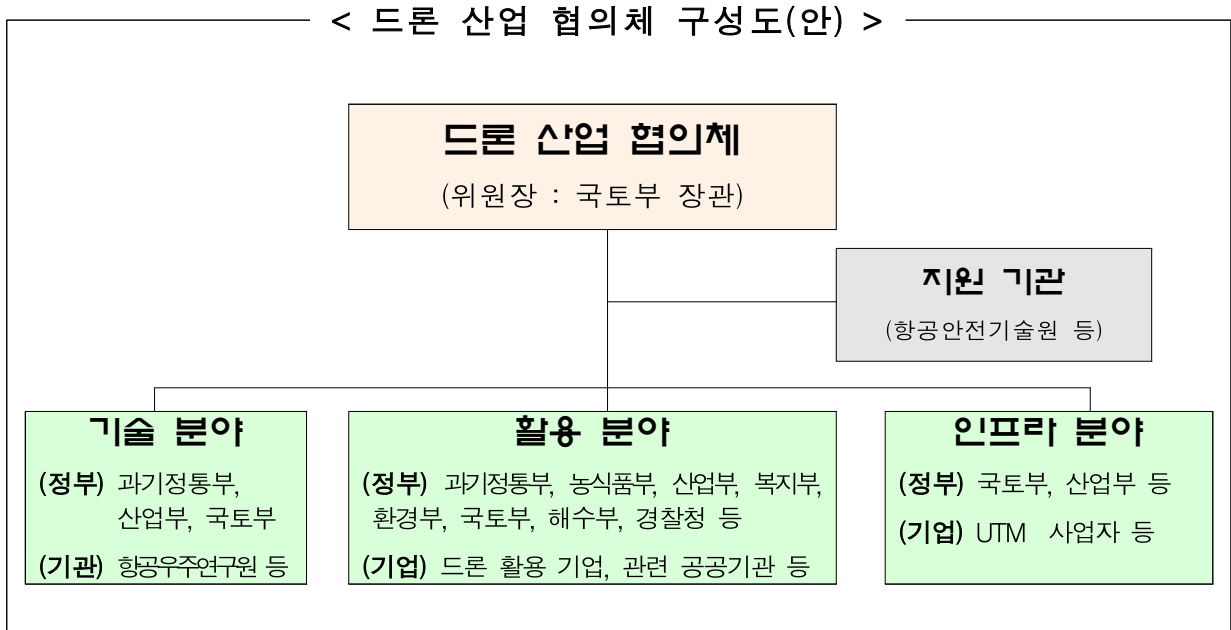 < 드론 산업 협의체 구성도(안) >
드론 산업 협의체
(위원장 : 국토부 장관)
지원 기관
(항공안전기술원 등)
기술 분야
(정부) 과기정통부,
산업부, 국토부
(기관) 항공우주연구원 등
활용 분야
(정부) 과기정통부, 농식품부, 산업부, 복지부,
환경부, 국토부, 해수부, 경찰청 등
(기업) 드론 활용 기업, 관련 공공기관 등
인프라 분야
(정부) 국토부, 산업부 등
(기업) UTM 사업자 등